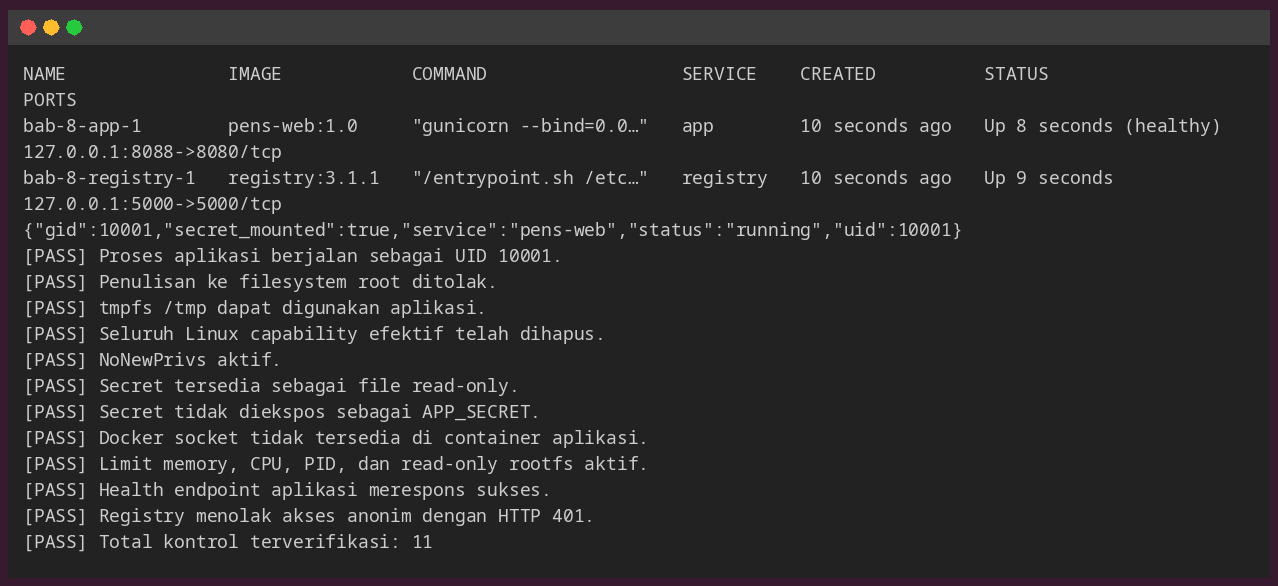 NAME IMAGE COMMAND SERVICE CREATED STATUS
PORTS
bab-8-app-1 pens-web:1.0 "gunicorn --bind=0.0…" app 10 seconds ago Up 8 seconds (healthy)
127.0.0.1:8088->8080/tcp
bab-8-registry-1 registry:3.1.1 "/entrypoint.sh /etc…" registry 10 seconds ago Up 9 seconds
127.0.0.1:5000->5000/tcp
{"gid":10001,"secret_mounted":true,"service":"pens-web","status":"running","uid":10001}
[PASS] Proses aplikasi berjalan sebagai UID 10001.
[PASS] Penulisan ke filesystem root ditolak.
[PASS] tmpfs /tmp dapat digunakan aplikasi.
[PASS] Seluruh Linux capability efektif telah dihapus.
[PASS] NoNewPrivs aktif.
[PASS] Secret tersedia sebagai file read-only.
[PASS] Secret tidak diekspos sebagai APP_SECRET.
[PASS] Docker socket tidak tersedia di container aplikasi.
[PASS] Limit memory, CPU, PID, dan read-only rootfs aktif.
[PASS] Health endpoint aplikasi merespons sukses.
[PASS] Registry menolak akses anonim dengan HTTP 401.
[PASS] Total kontrol terverifikasi: 11